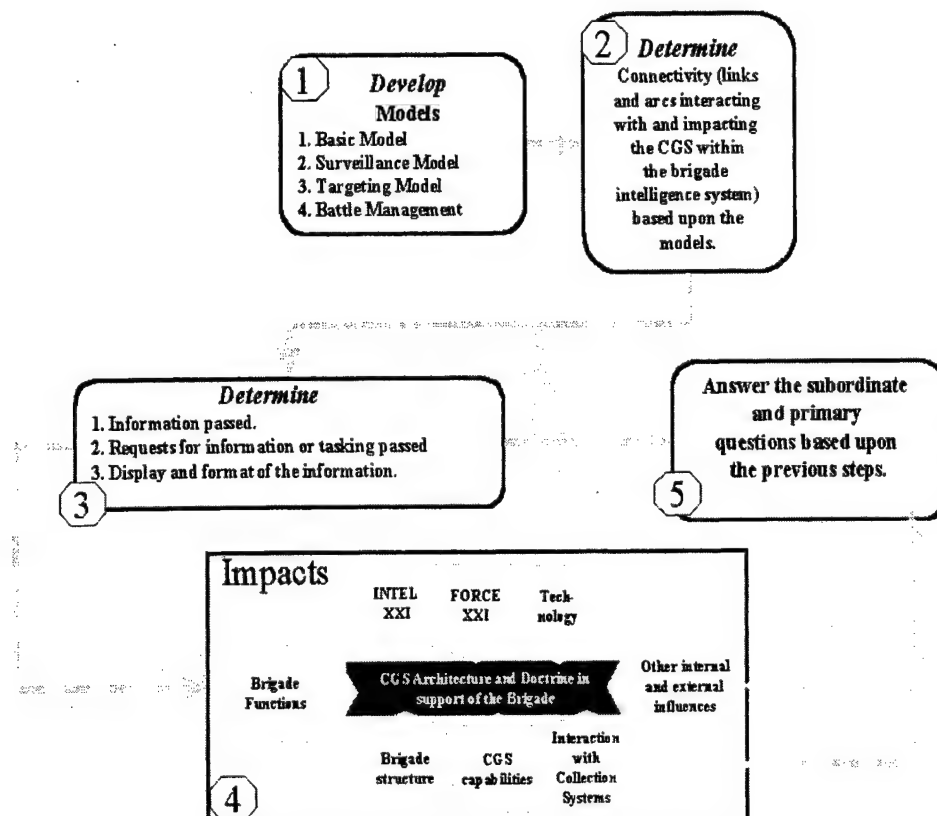 1
Develop
Models
1. Basic Model
2. Surveillance Model
3. Targeting Model
4. Battle Management
2
Determine
Connectivity (links
and arcs interacting
with and impacting
the CGS within
the brigade
intelligence system)
based upon the
models.
Determine
1. Information passed.
2. Requests for information or tasking passed
3. Display and format of the information.
3
Answer the subordinate
and primary
questions based upon
the previous steps.
5
Impacts
INTEL
XXI
FORCE
XXI
Tech-
nology
Brigade
Functions
CGS Architecture and Doctrine in
support of the Brigade
Other internal
and external
influences
Brigade
structure
CGS
capabilities
Interaction
with
Collection
Systems
4